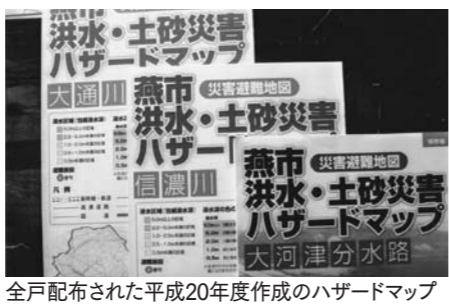 燕市
洪水・土砂災害
ハザードマップ
大通川
燕市
災害避難地図
洪水・土砂災害
ハザー
信濃川
凡例
燕市
災害避難地図
洪水・土砂災害
ハザードマップ
大河津分水路
全戸配布された平成20年度作成のハザードマップ